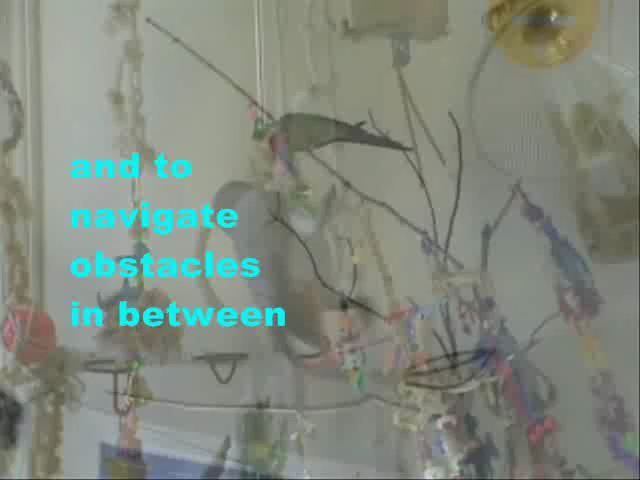 and to
navigate
obstacles
in between